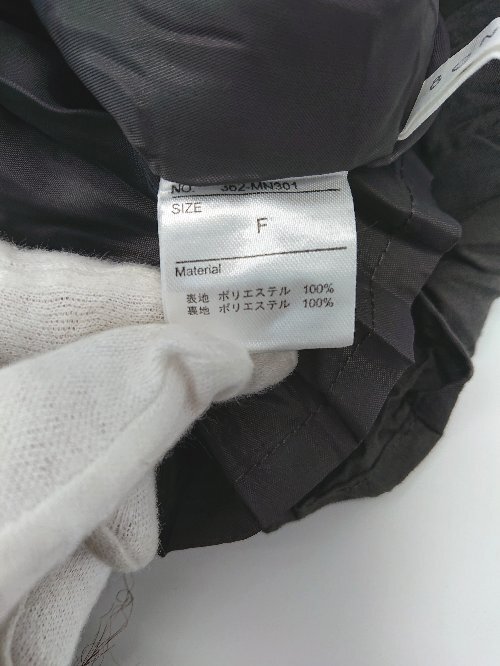 NO. 362-MN301
SIZE
F
Material
表地 ポリエステル 100%
裏地 ポリエステル 100%